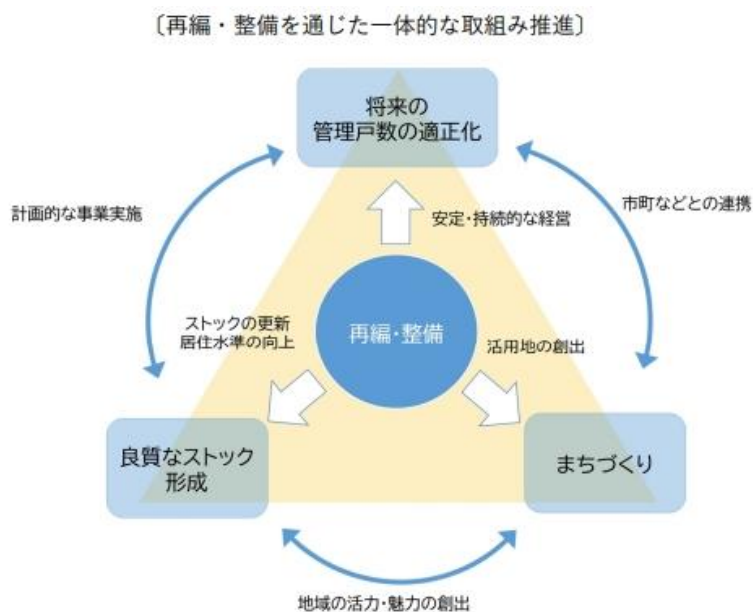 〔再編・整備を通じた一体的な取組み推進〕
将来の
管理戸数の適正化
計画的な事業実施
市町などとの連携
安定・持続的な経営
ストックの更新
居住水準の向上
再編・整備
活用地の創出
良質なストック
形成
まちづくり
地域の活力・魅力の創出